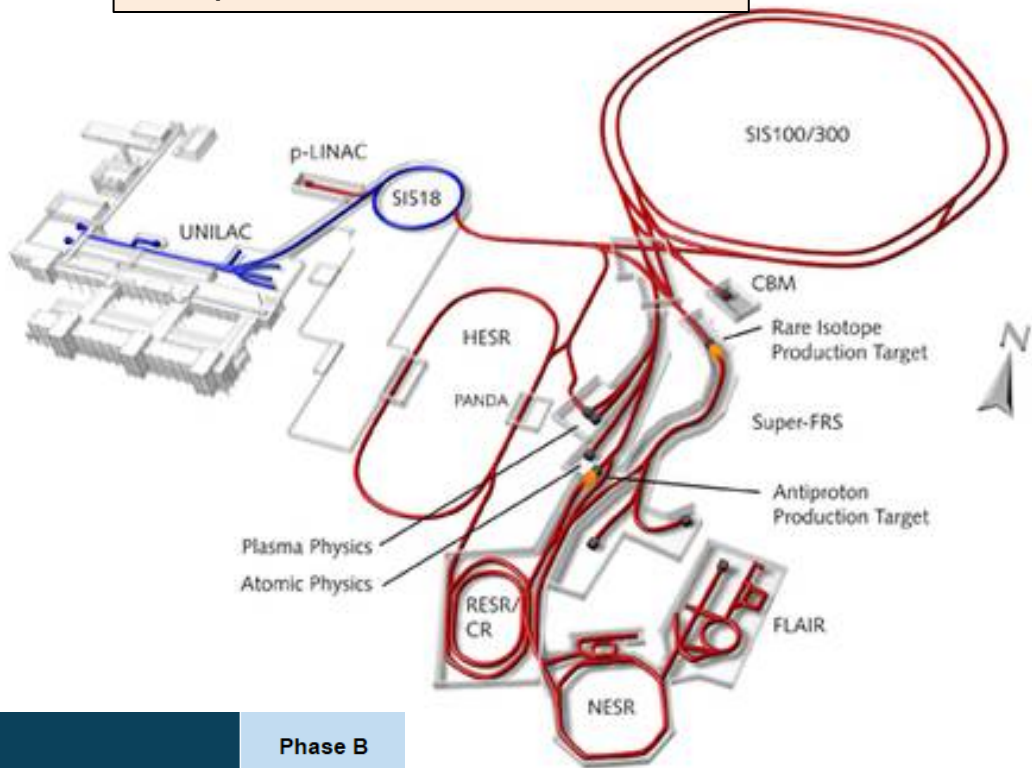 SIS100/300
p-LINAC
SIS18
UNILAC
CBM
Rare Isotope
Production Target
N
HESR
PANDA
Super-FRS
Antiproton
Production Target
Plasma Physics
Atomic Physics
RESR/
CR
FLAIR
NESR
Phase B